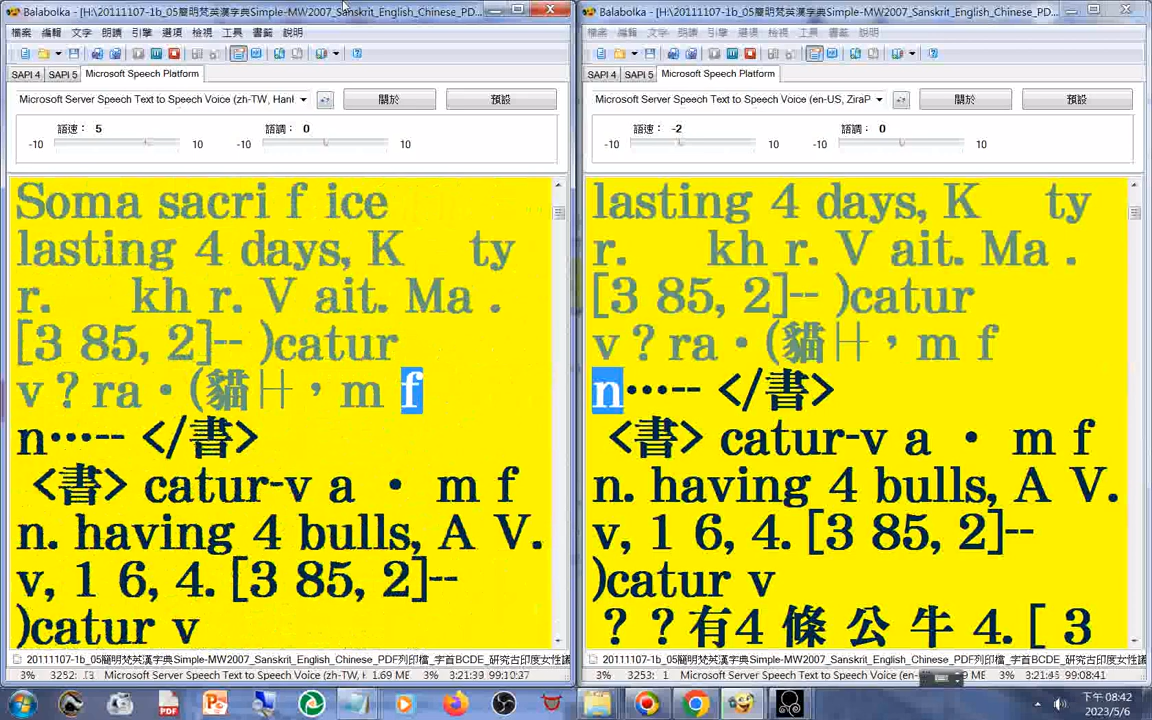 Balabolka - [H:\20111107-1b_05簡明梵英漢字典Simple-MW2007_Sanskrit_English_Chinese_PD...
檔案 編輯 文字 朗讀 引擎 選項 檢視 工具 書籤 說明
SAPI 4 SAPI 5 Microsoft Speech Platform
Microsoft Server Speech Text to Speech Voice (zh-TW, HanI 關於 預設
語速： 5 語調： 0
-10 10 -10 10
Soma sacri f ice
lasting 4 days, K ty
r. kh r. V ait. Ma .
[3 85, 2]-- )catur
v ? ra •(貓├┤，m f
n…-- </書>
<書> catur-v a • m f
n. having 4 bulls, A V.
v, 1 6, 4. [3 85, 2]--
)catur v
20111107-1b_05簡明梵英漢字典Simple-MW2007_Sanskrit_English_Chinese_PDF列印檔_字首BCDE_研究古印度女性議
3% 3252: Microsoft Server Speech Text to Speech Voice (zh-TW, H 1.69 ME 3% 3:21:39 99:10:37
Balabolka - [H:\20111107-1b_05簡明梵英漢字典Simple-MW2007_Sanskrit_English_Chinese_PD...
檔案 編輯 文字 朗讀 引擎 選項 檢視 工具 書籤 說明
SAPI 4 SAPI 5 Microsoft Speech Platform
Microsoft Server Speech Text to Speech Voice (en-US, ZiraP 關於 預設
語速： -2 語調： 0
-10 10 -10 10
lasting 4 days, K ty
r. kh r. V ait. Ma .
[3 85, 2]-- )catur
v ? ra •(貓├┤，m f
n…-- </書>
<書> catur-v a • m f
n. having 4 bulls, A V.
v, 1 6, 4. [3 85, 2]--
)catur v
? ? 有4 條 公 牛 4. [ 3
20111107-1b_05簡明梵英漢字典Simple-MW2007_Sanskrit_English_Chinese_PDF列印檔_字首BCDE_研究古印度女性議
3% 3253: 1 Microsoft Server Speech Text to Speech Voice (en-U ME 3% 3:21:45 99:08:41
下午 08:42
2023/5/6